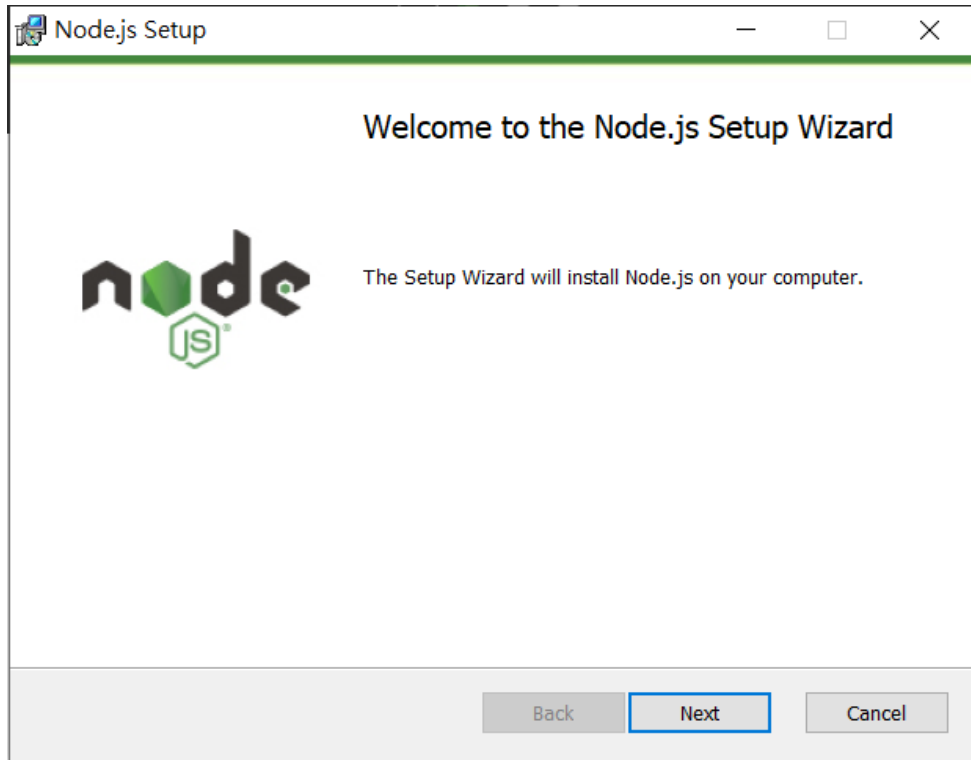 Node.js Setup
Welcome to the Node.js Setup Wizard
The Setup Wizard will install Node.js on your computer.
node
JS®
Back Next Cancel